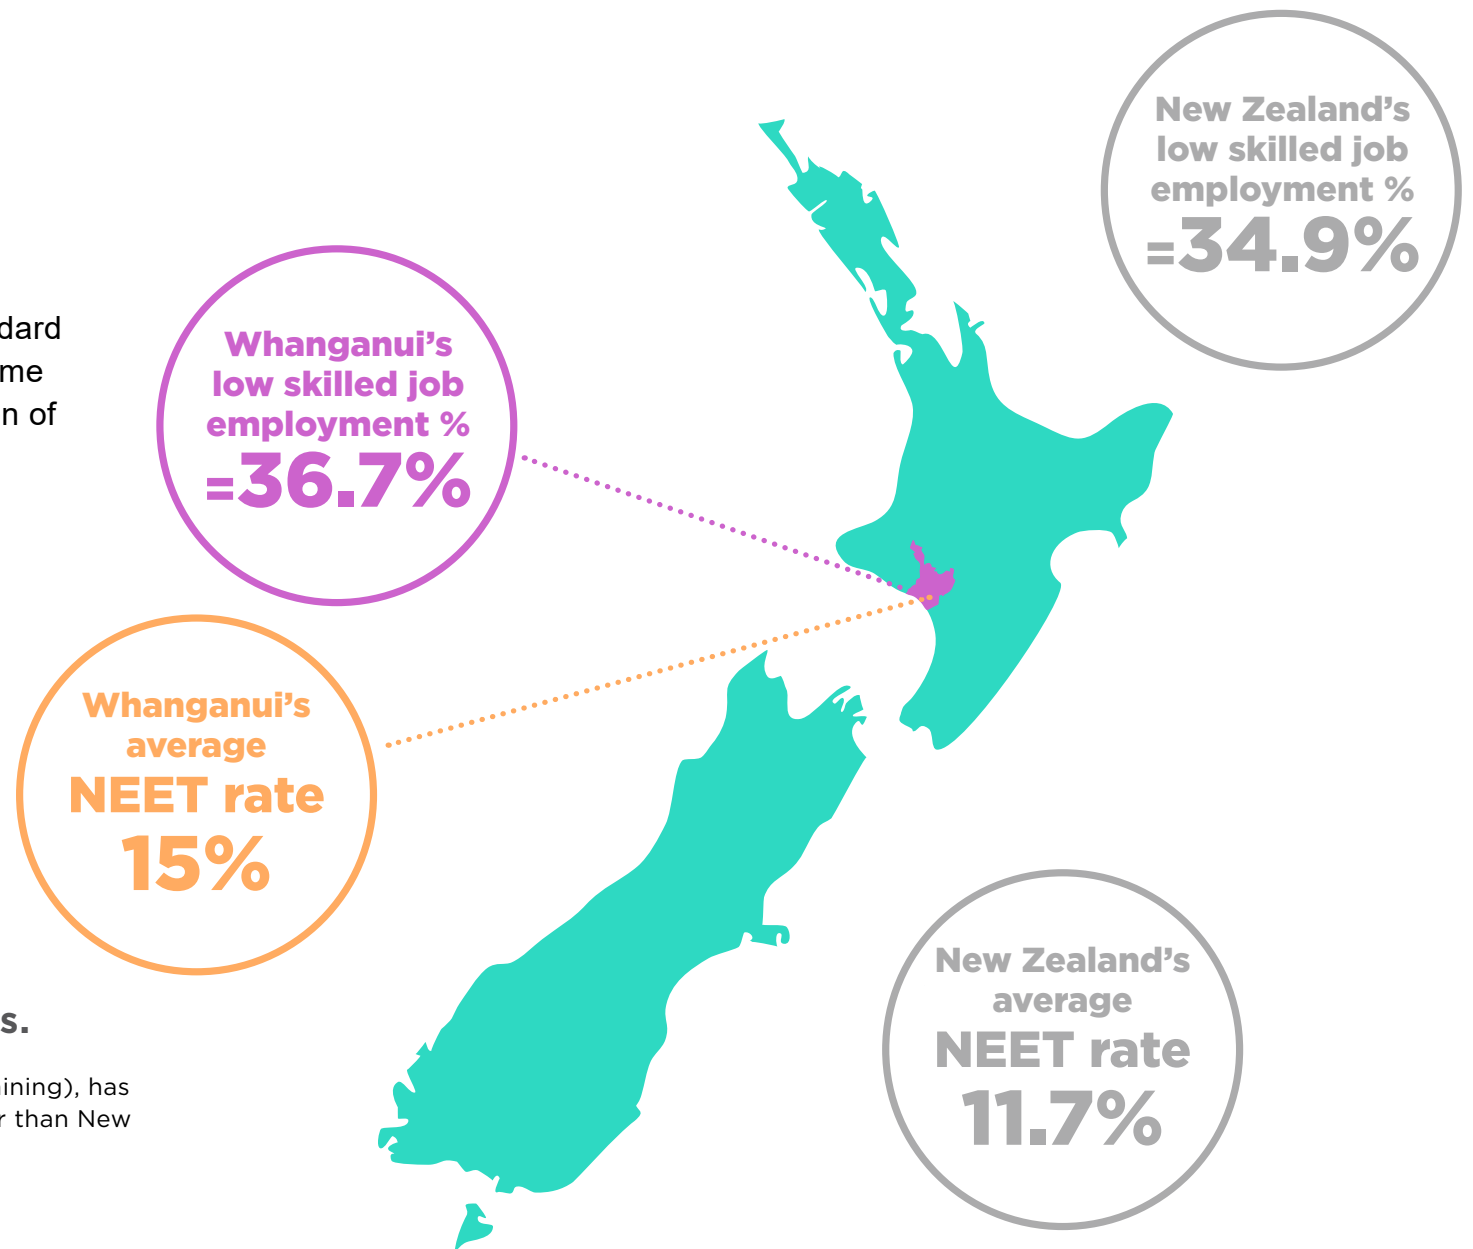 New Zealand's
low skilled job
employment %
=34.9%
dard
me
n of
Whanganui's
low skilled job
employment %
=36.7%
Whanganui's
average
NEET rate
15%
New Zealand's
average
NEET rate
11.7%
s.
ining), has
r than New